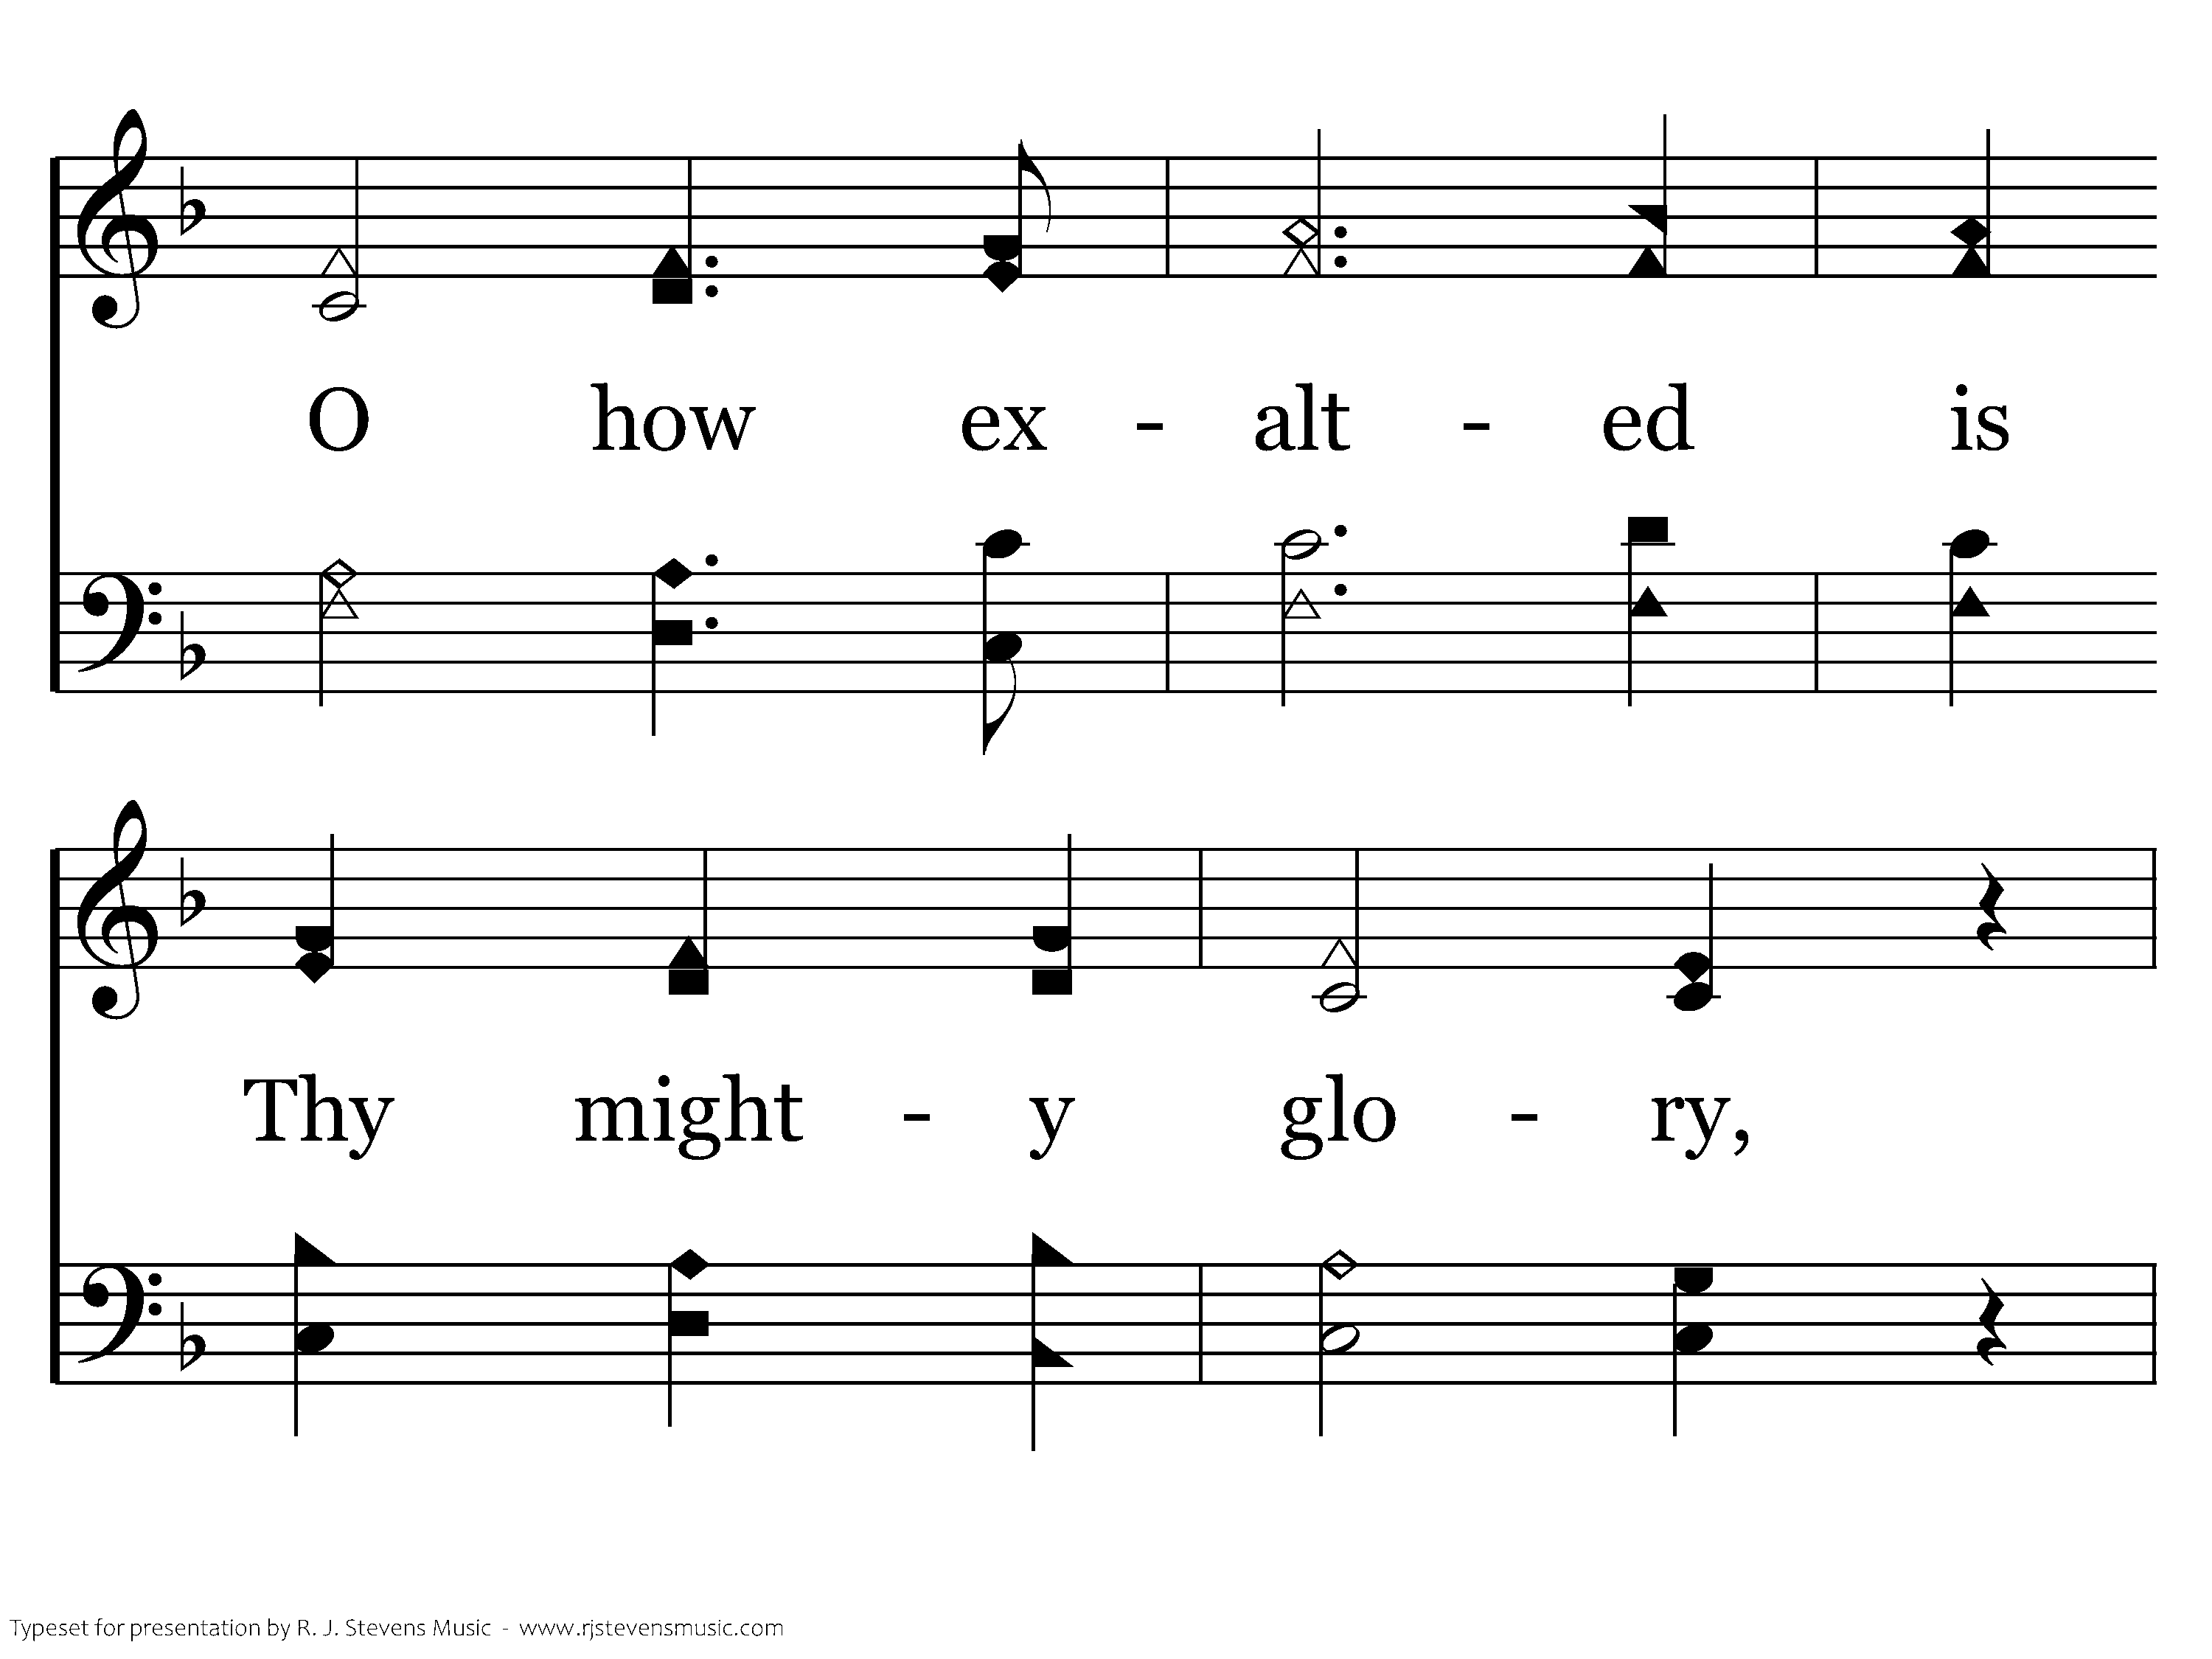 O how ex - alt - ed is
Thy might - y glo - ry,
Typeset for presentation by R. J. Stevens Music - www.rjstevensmusic.com